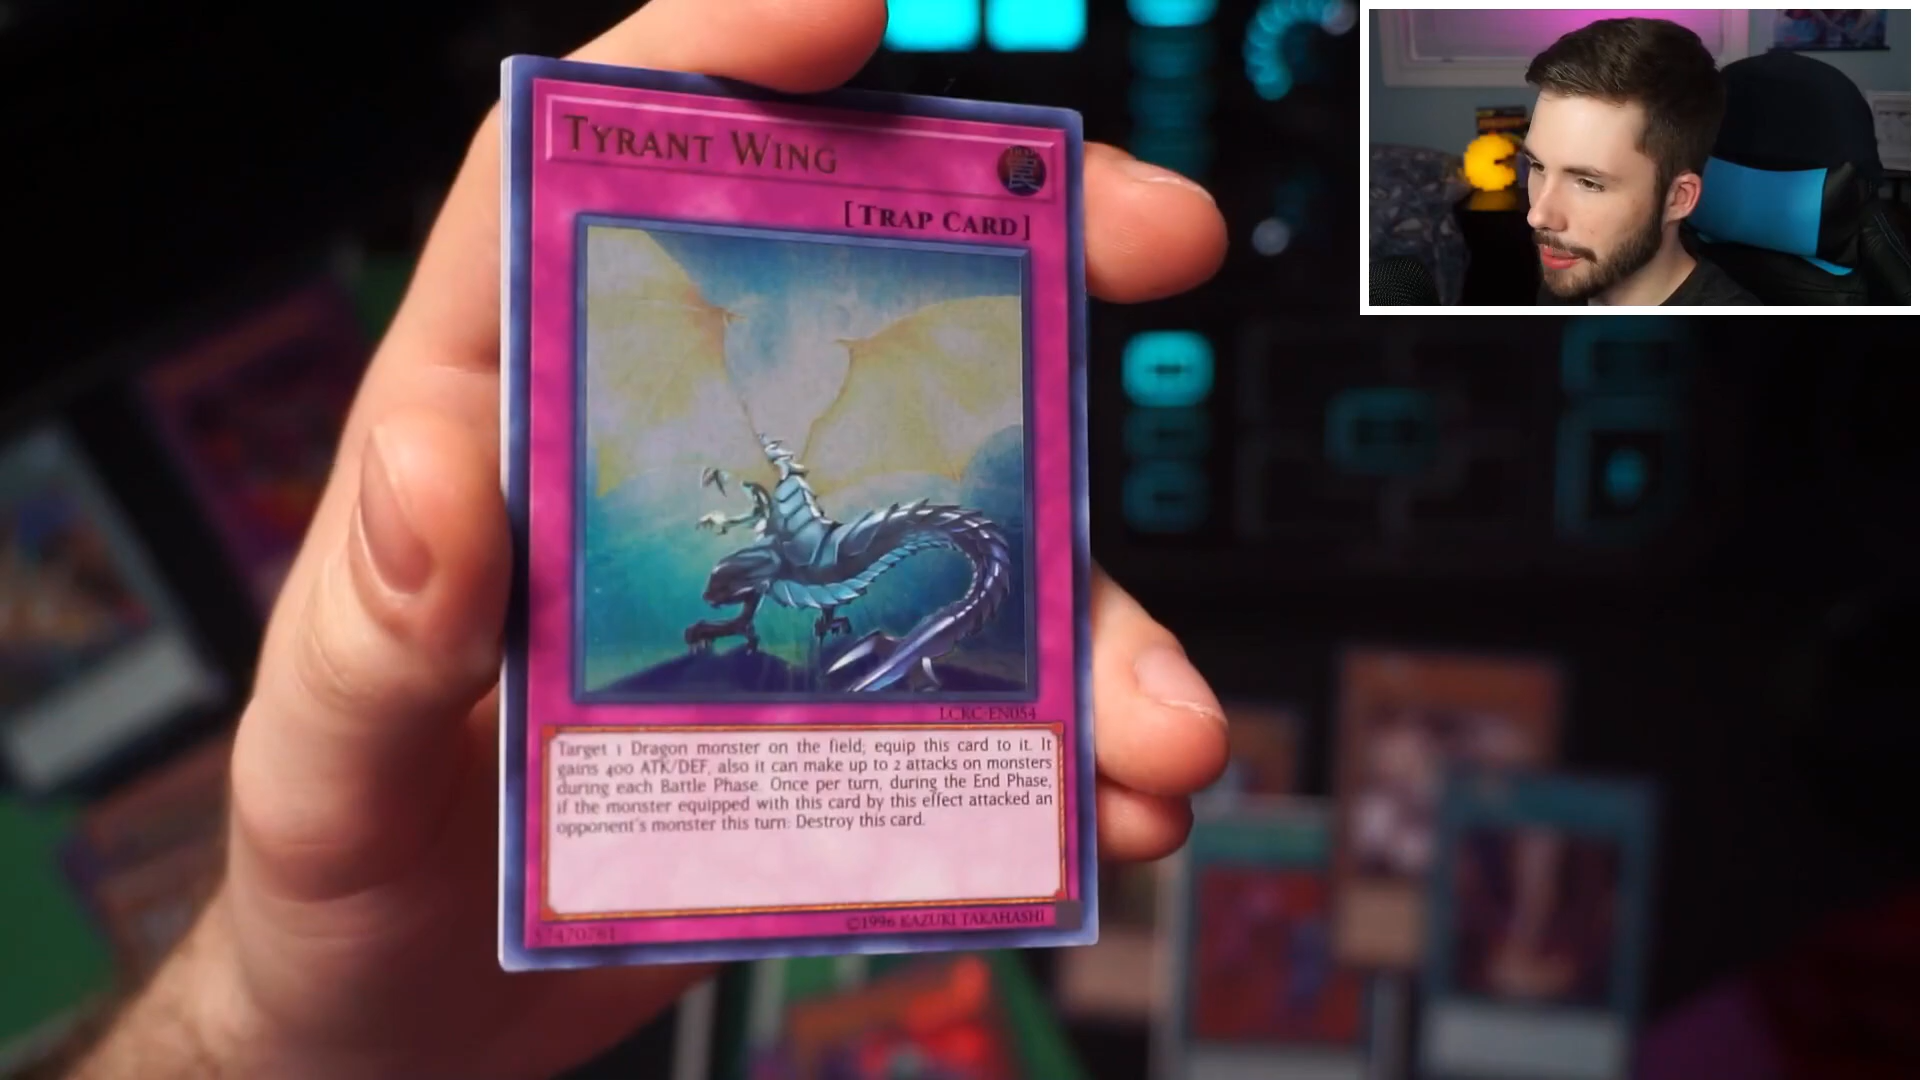 TYRANT WING
[TRAP CARD]
LCKC-EN054
Target 1 Dragon monster on the field; equip this card to it. It
gains 400 ATK/DEF, also it can make up to 2 attacks on monsters
during each Battle Phase. Once per turn, during the End Phase,
if the monster equipped with this card by this effect attacked an
opponent's monster this turn: Destroy this card.
57470761
©1996 KAZUKI TAKAHASHI